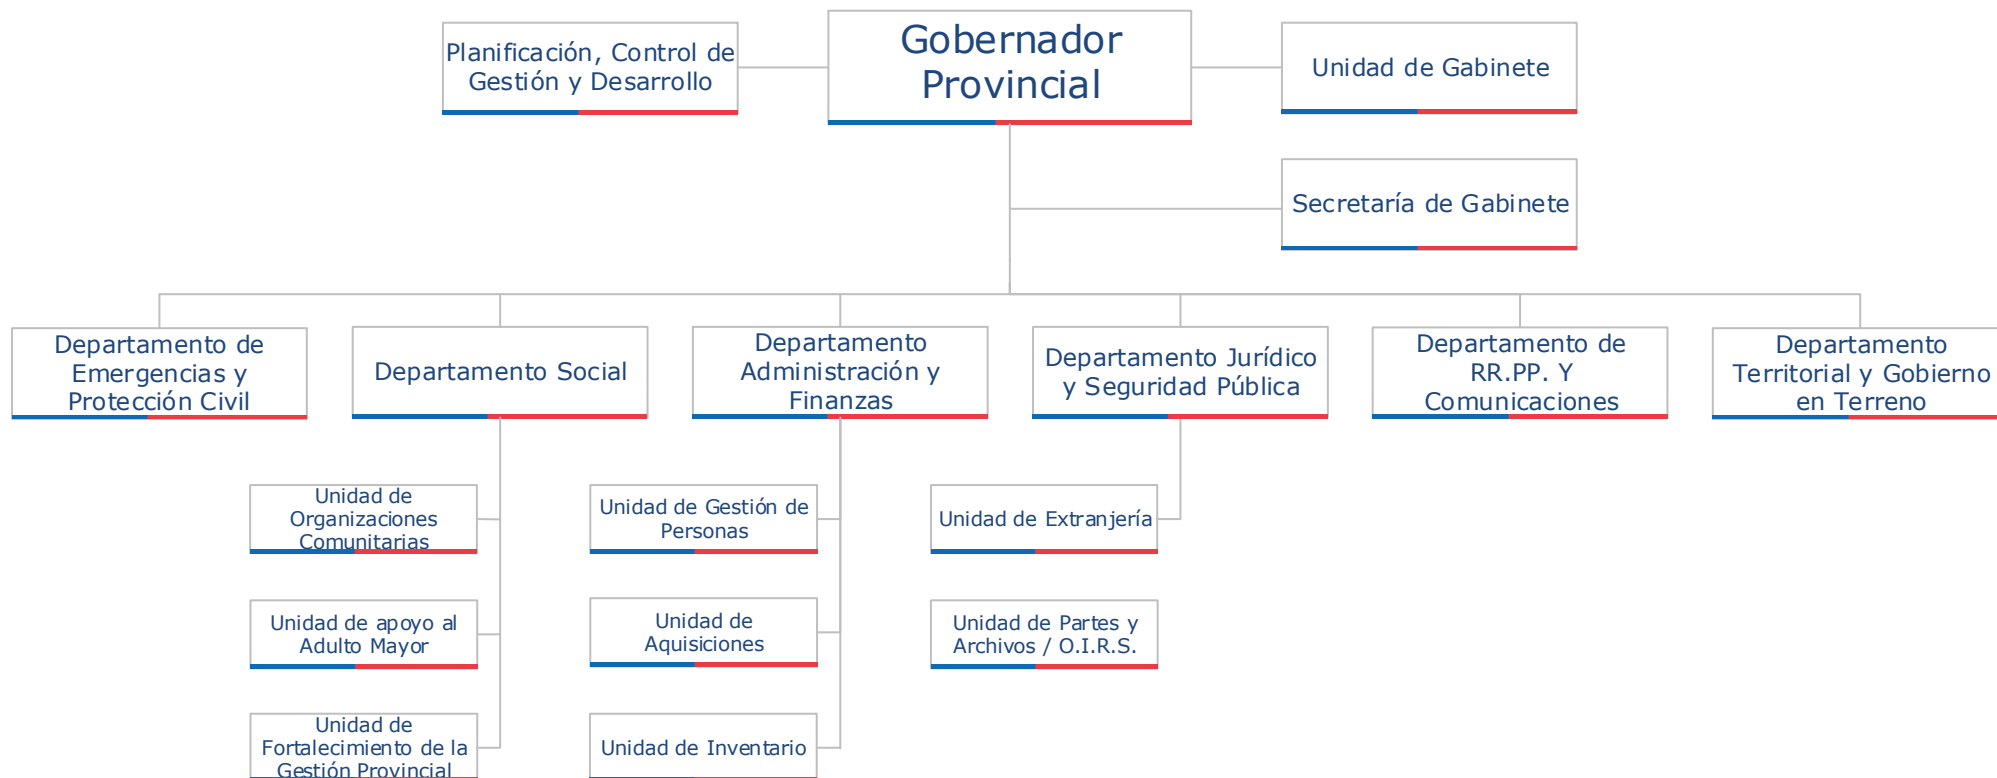 Planificación, Control de
Gestión y Desarrollo
Gobernador
Provincial
Unidad de Gabinete
Secretaría de Gabinete
Departamento de
Emergencias y
Protección Civil
Departamento Social
Departamento
Administración y
Finanzas
Departamento Jurídico
y Seguridad Pública
Departamento de
RR.PP. Y
Comunicaciones
Departamento
Territorial y Gobierno
en Terreno
Unidad de
Organizaciones
Comunitarias
Unidad de Gestión de
Personas
Unidad de Extranjería
Unidad de apoyo al
Adulto Mayor
Unidad de
Aquisiciones
Unidad de Partes y
Archivos / O.I.R.S.
Unidad de
Fortalecimiento de la
Gestión Provincial
Unidad de Inventario